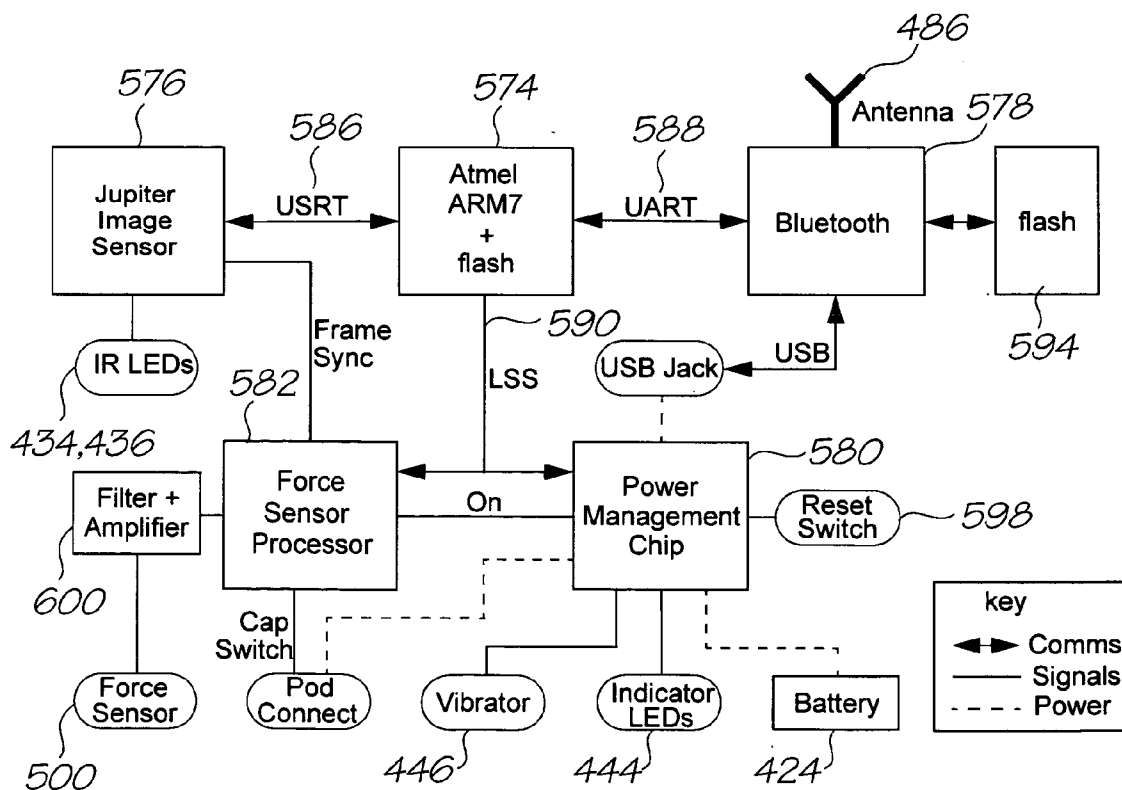 486
576
574
Antenna
578
586
588
Jupiter
Image
Sensor
USRT
Atmel
ARM7
+
flash
UART
Bluetooth
flash
Frame
Sync
590
594
IR LEDs
LSS
USB Jack
USB
434,436
582
580
Filter +
Amplifier
Force
Sensor
Processor
On
Power
Management
Chip
Reset
Switch
598
600
Cap
Switch
key
Comms
Signals
Power
Force
Sensor
Pod
Connect
Vibrator
Indicator
LEDs
Battery
500
446
444
424